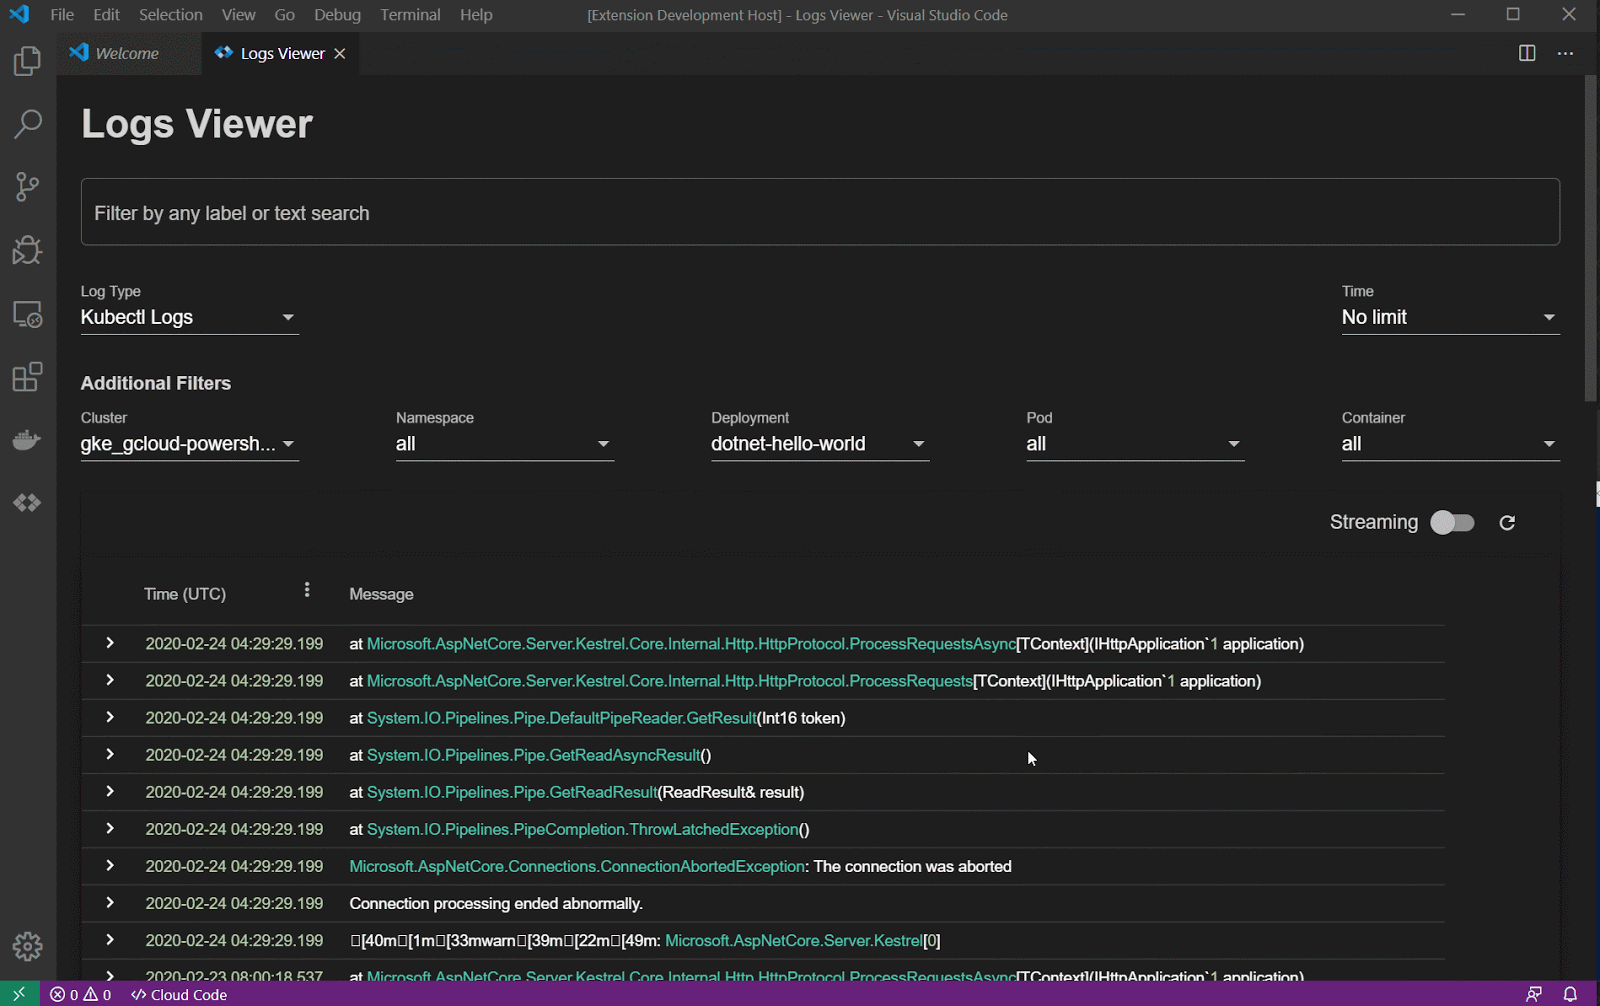 File Edit Selection View Go Debug Terminal Help [Extension Development Host] - Logs Viewer - Visual Studio Code
Welcome Logs Viewer
Logs Viewer
Filter by any label or text search
Log Type Time
Kubectl Logs No limit
Additional Filters
Cluster Namespace Deployment Pod Container
gke_gcloud-powersh... all dotnet-hello-world all all
Streaming
Time (UTC) Message
2020-02-24 04:29:29.199 at Microsoft.AspNetCore.Server.Kestrel.Core.Internal.Http.HttpProtocol.ProcessRequestsAsync[TContext](IHttpApplication`1 application)
2020-02-24 04:29:29.199 at Microsoft.AspNetCore.Server.Kestrel.Core.Internal.Http.HttpProtocol.ProcessRequests[TContext](IHttpApplication`1 application)
2020-02-24 04:29:29.199 at System.IO.Pipelines.Pipe.DefaultPipeReader.GetResult(Int16 token)
2020-02-24 04:29:29.199 at System.IO.Pipelines.Pipe.GetReadAsyncResult()
2020-02-24 04:29:29.199 at System.IO.Pipelines.Pipe.GetReadResult(ReadResult& result)
2020-02-24 04:29:29.199 at System.IO.Pipelines.PipeCompletion.ThrowLatchedException()
2020-02-24 04:29:29.199 Microsoft.AspNetCore.Connections.ConnectionAbortedException: The connection was aborted
2020-02-24 04:29:29.199 Connection processing ended abnormally.
2020-02-24 04:29:29.199 □[40m□[1m□[33mwarn□[39m□[22m□[49m: Microsoft.AspNetCore.Server.Kestrel[0]
2020-02-23 08:00:18.537 at Microsoft.AspNetCore.Server.Kestrel.Core.Internal.Http.HttpProtocol.ProcessRequestsAsync[TContext](IHttpApplication`1 application)
0 0 Cloud Code